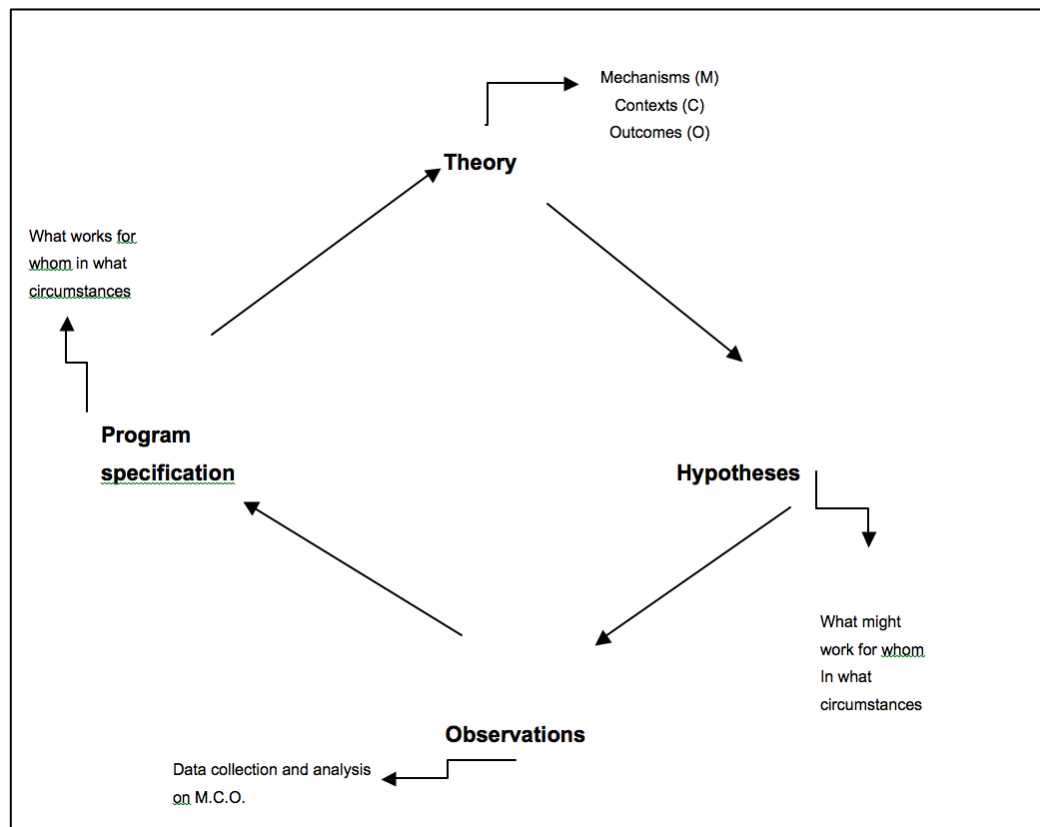 Mechanisms (M)
Contexts (C)
Outcomes (O)
Theory
What works for
whom in what
circumstances
Program
specification
Hypotheses
What might
work for whom
In what
circumstances
Observations
Data collection and analysis
on M.C.O.